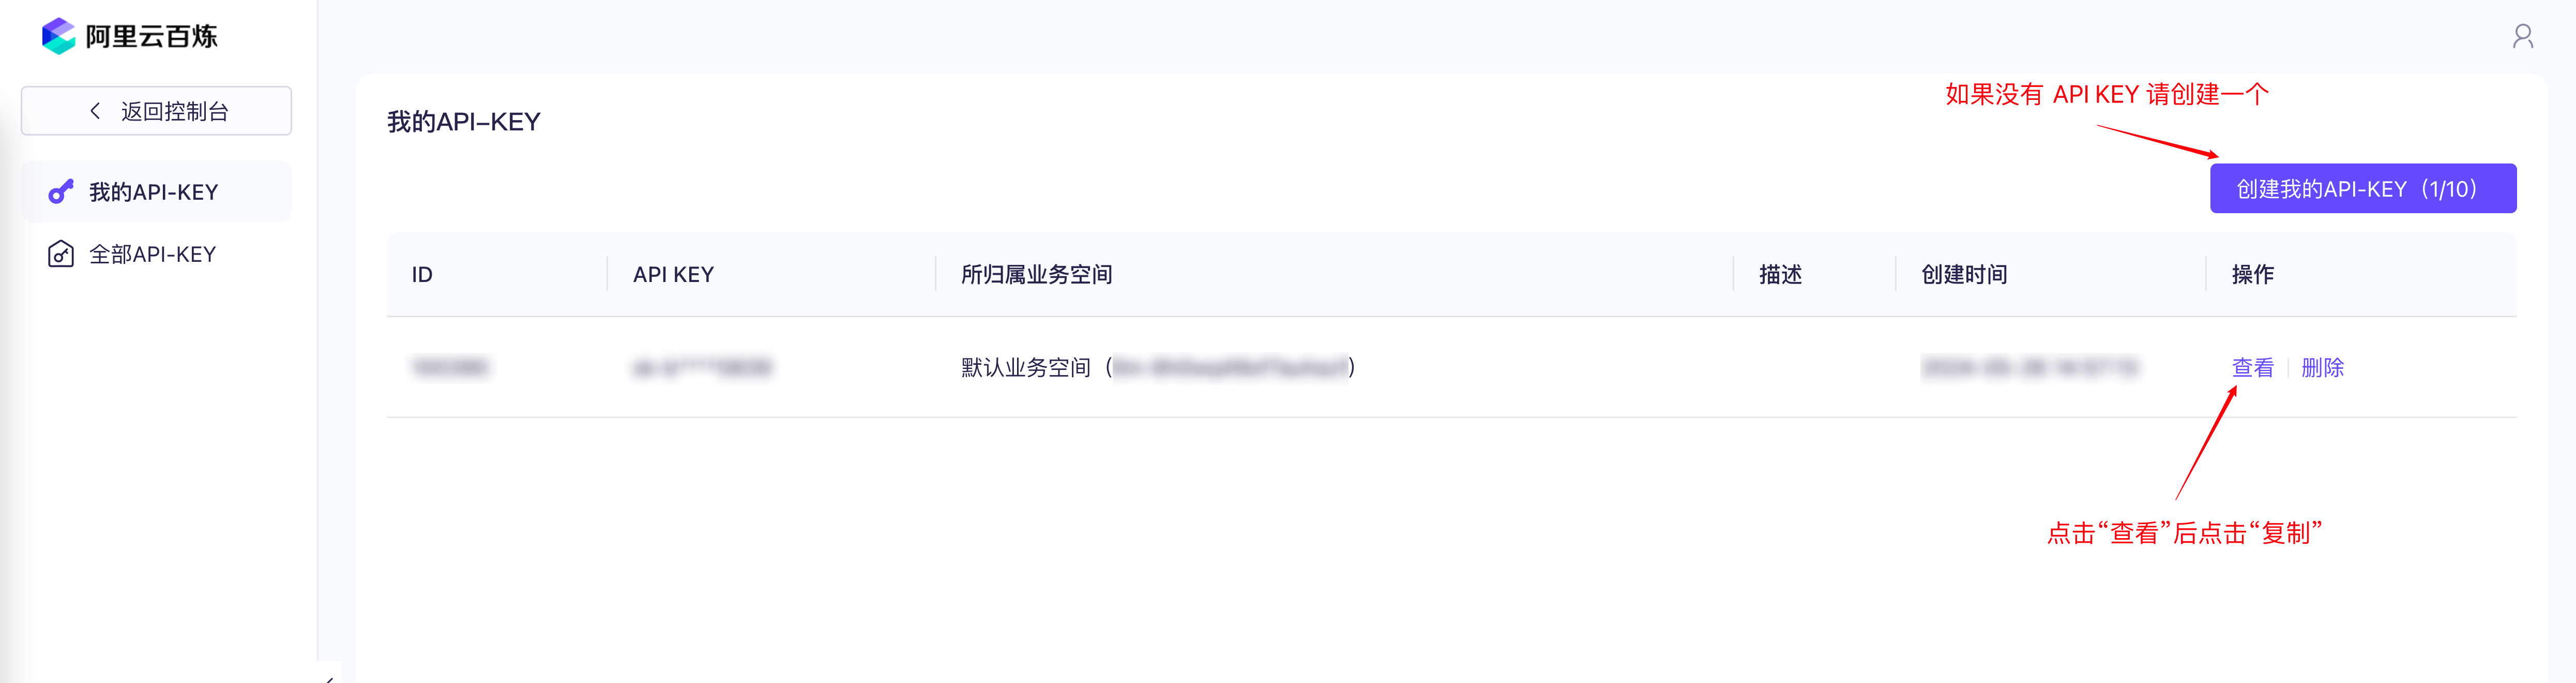 阿里云百炼
返回控制台
我的API-KEY
全部API-KEY
如果没有 API KEY 请创建一个
我的API-KEY
创建我的API-KEY（1/10）
ID API KEY 所归属业务空间 描述 创建时间 操作
默认业务空间（ ） 查看 删除
点击“查看”后点击“复制”